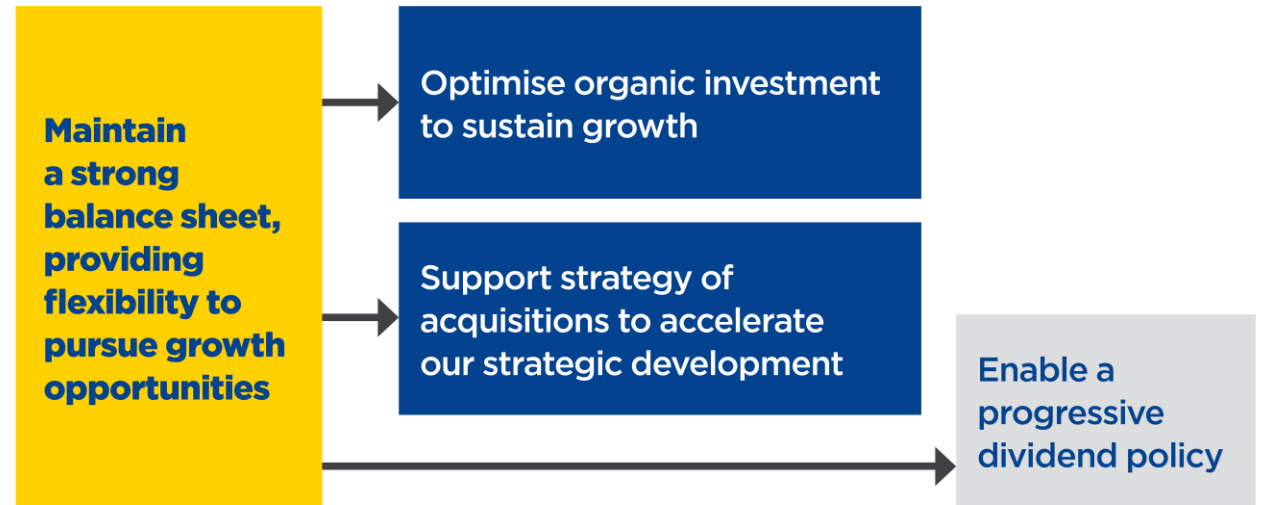 Maintain
a strong
balance sheet,
providing
flexibility to
pursue growth
opportunities
Optimise organic investment
to sustain growth
Support strategy of
acquisitions to accelerate
our strategic development
Enable a
progressive
dividend policy